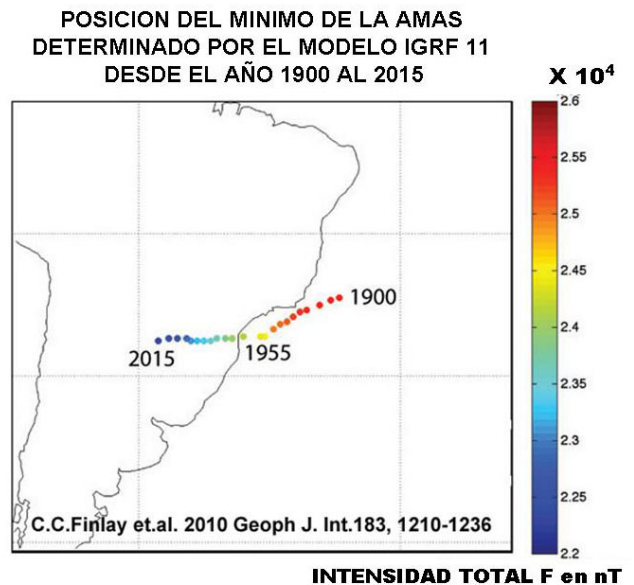 POSICION DEL MINIMO DE LA AMAS
DETERMINADO POR EL MODELO IGRF 11
DESDE EL AÑO 1900 AL 2015
X 10⁴
2.6
2.55
2.5
2.45
2.4
2.35
2.3
2.25
2.2
1900
1955
2015
C.C.Finlay et.al. 2010 Geoph J. Int.183, 1210-1236
INTENSIDAD TOTAL F en nT